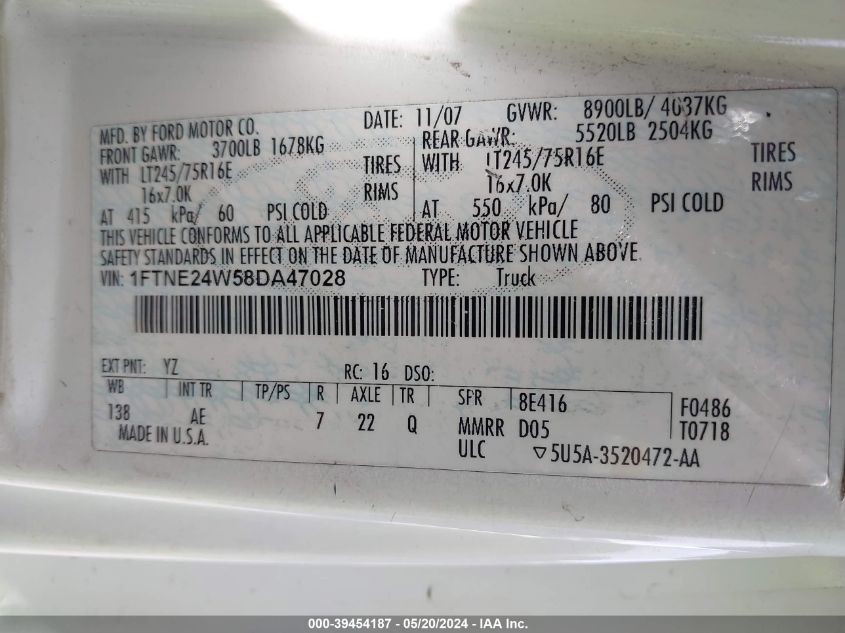 MFD. BY FORD MOTOR CO. DATE: 11/07 GVWR: 8900LB/ 4037KG
FRONT GAWR: 3700LB 1678KG REAR GAWR: 5520LB 2504KG
WITH LT245/75R16E TIRES WITH LT245/75R16E TIRES
16x7.0K RIMS 16x7.0K RIMS
AT 415 kPa/ 60 PSI COLD AT 550 kPa/ 80 PSI COLD
THIS VEHICLE CONFORMS TO ALL APPLICABLE FEDERAL MOTOR VEHICLE
SAFETY STANDARDS IN EFFECT ON THE DATE OF MANUFACTURE SHOWN ABOVE.
VIN: 1FTNE24W58DA47028 TYPE: Truck
EXT PNT: YZ RC: 16 DSO:
WB INT TR TP/PS R AXLE TR SPR 8E416 F0486
138 AE 7 22 Q MMRR D05 T0718
MADE IN U.S.A. ULC ▽5U5A-3520472-AA
000-39454187 - 05/20/2024 - IAA Inc.